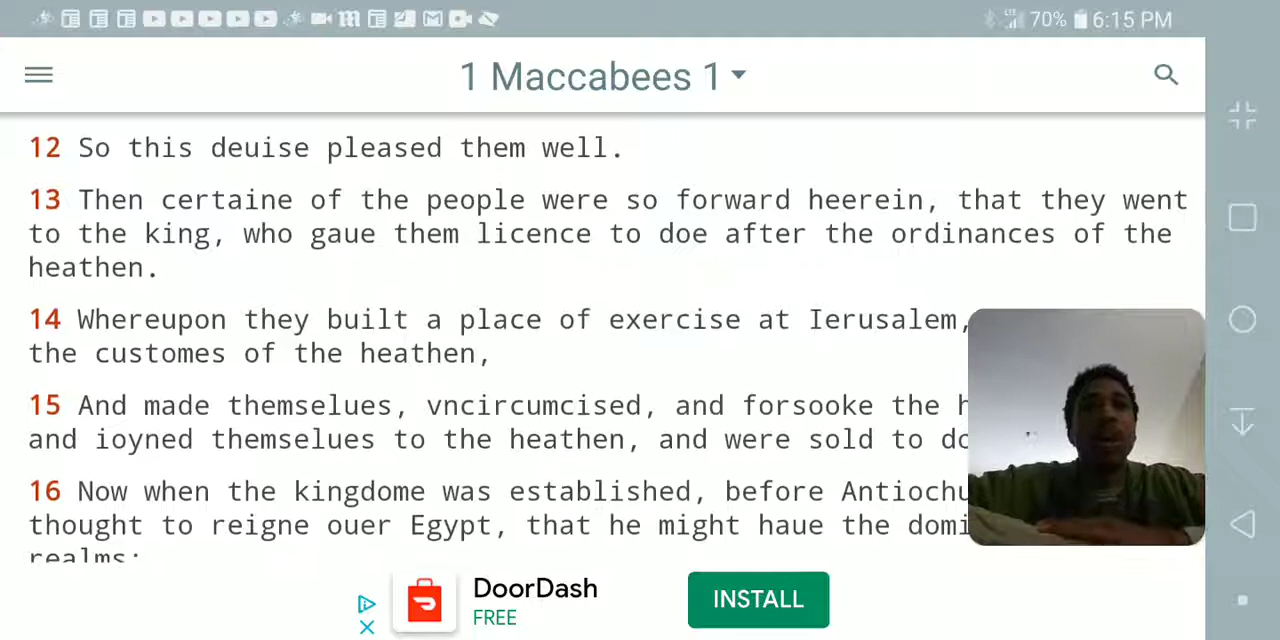 LTE 70% 6:15 PM
1 Maccabees 1
12 So this deuise pleased them well.
13 Then certaine of the people were so forward heerein, that they went
to the king, who gaue them licence to doe after the ordinances of the
heathen.
14 Whereupon they built a place of exercise at Ierusalem,
the customes of the heathen,
15 And made themselues, vncircumcised, and forsooke the h
and ioyned themselues to the heathen, and were sold to do
16 Now when the kingdome was established, before Antiochu
thought to reigne ouer Egypt, that he might haue the domi
realms:
DoorDash
FREE
INSTALL